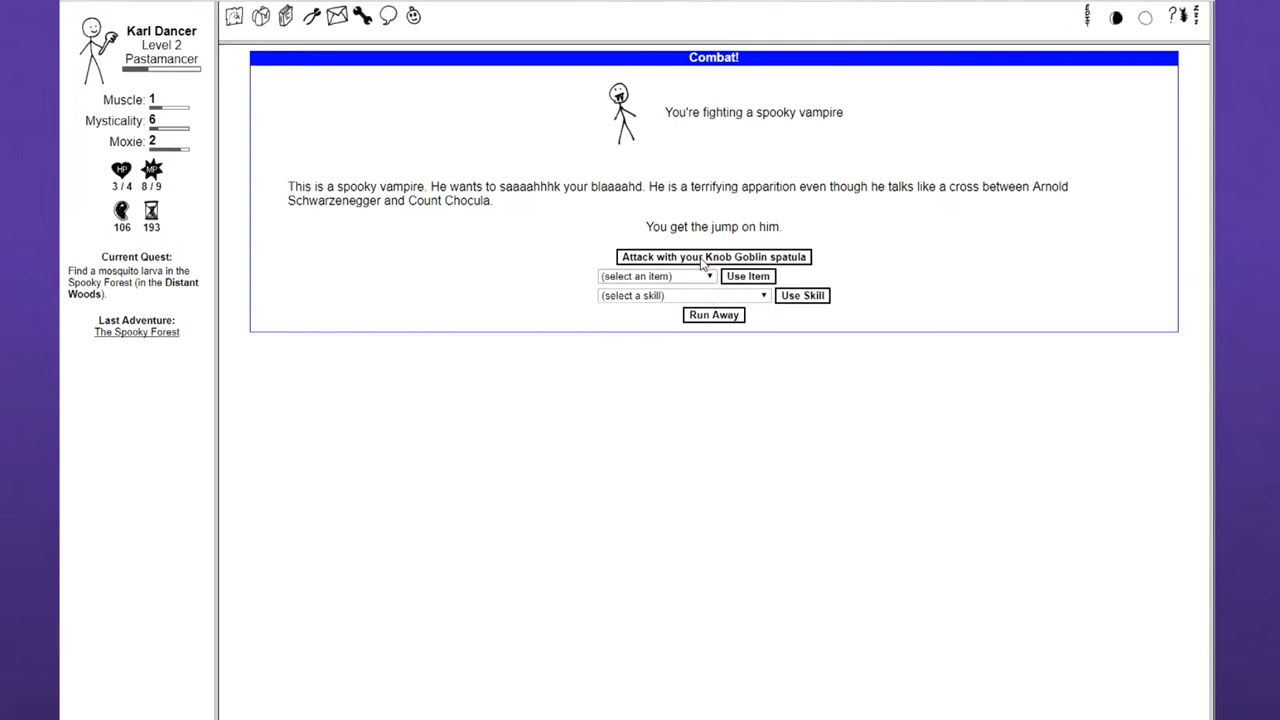 Karl Dancer
Level 2
Pastamancer
Muscle: 1
Mysticality: 6
Moxie: 2
HP MP
3 / 4 8 / 9
106 193
Current Quest:
Find a mosquito larva in the
Spooky Forest (in the Distant
Woods).
Last Adventure:
The Spooky Forest
Combat!
You're fighting a spooky vampire
This is a spooky vampire. He wants to saaaahhhk your blaaaahd. He is a terrifying apparition even though he talks like a cross between Arnold
Schwarzenegger and Count Chocula.
You get the jump on him.
Attack with your Knob Goblin spatula
(select an item) Use Item
(select a skill) Use Skill
Run Away